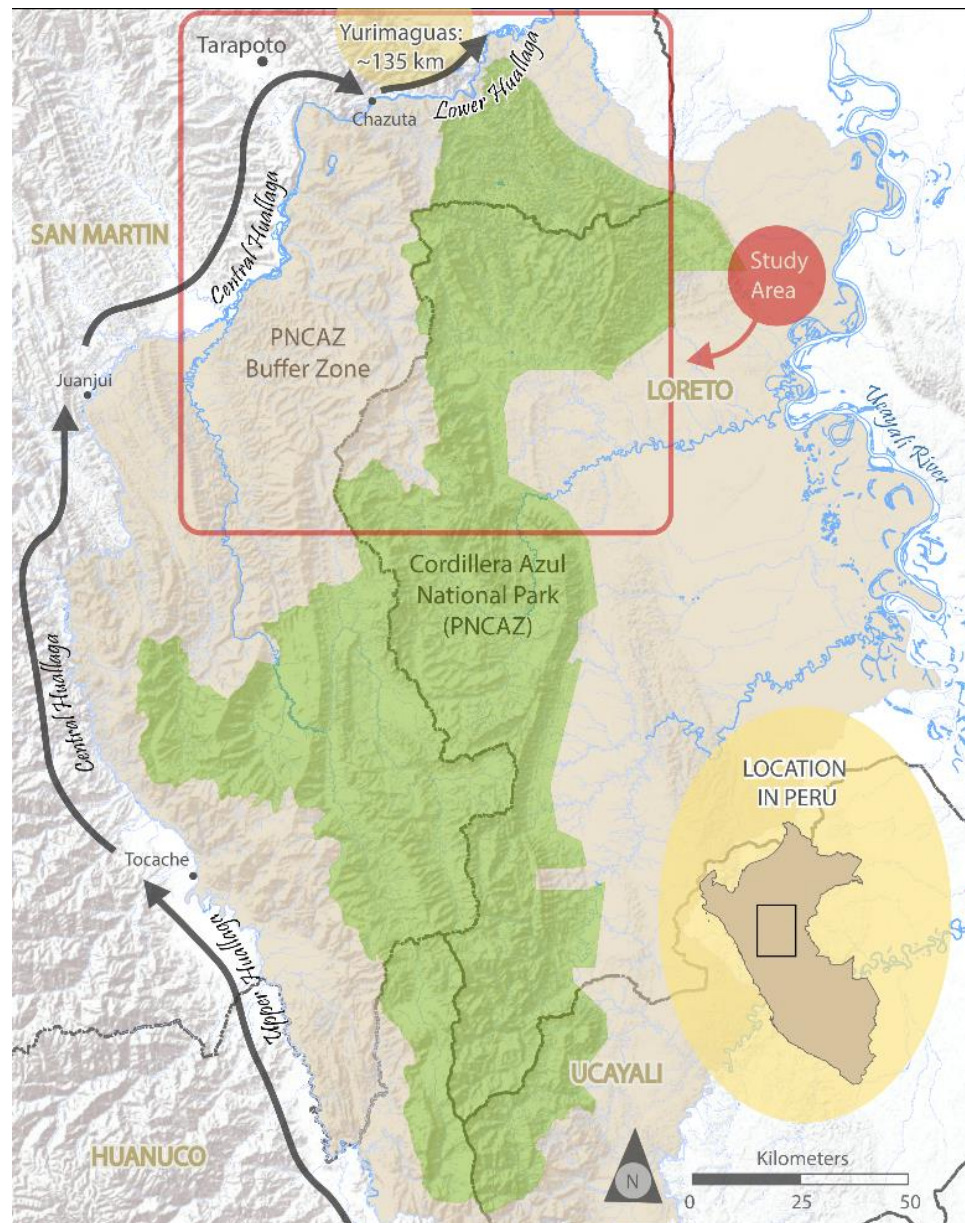 Tarapoto
Yurimaguas:
~135 km
Chazuta
Lower Huallaga
SAN MARTIN
Central Huallaga
Study
Area
PNCAZ
Buffer Zone
Juanjui
LORETO
Ucayali River
Cordillera Azul
National Park
(PNCAZ)
Central Huallaga
LOCATION
IN PERU
Tocache
Upper Huallaga
UCAYALI
HUANUCO
N
Kilometers
0 25 50